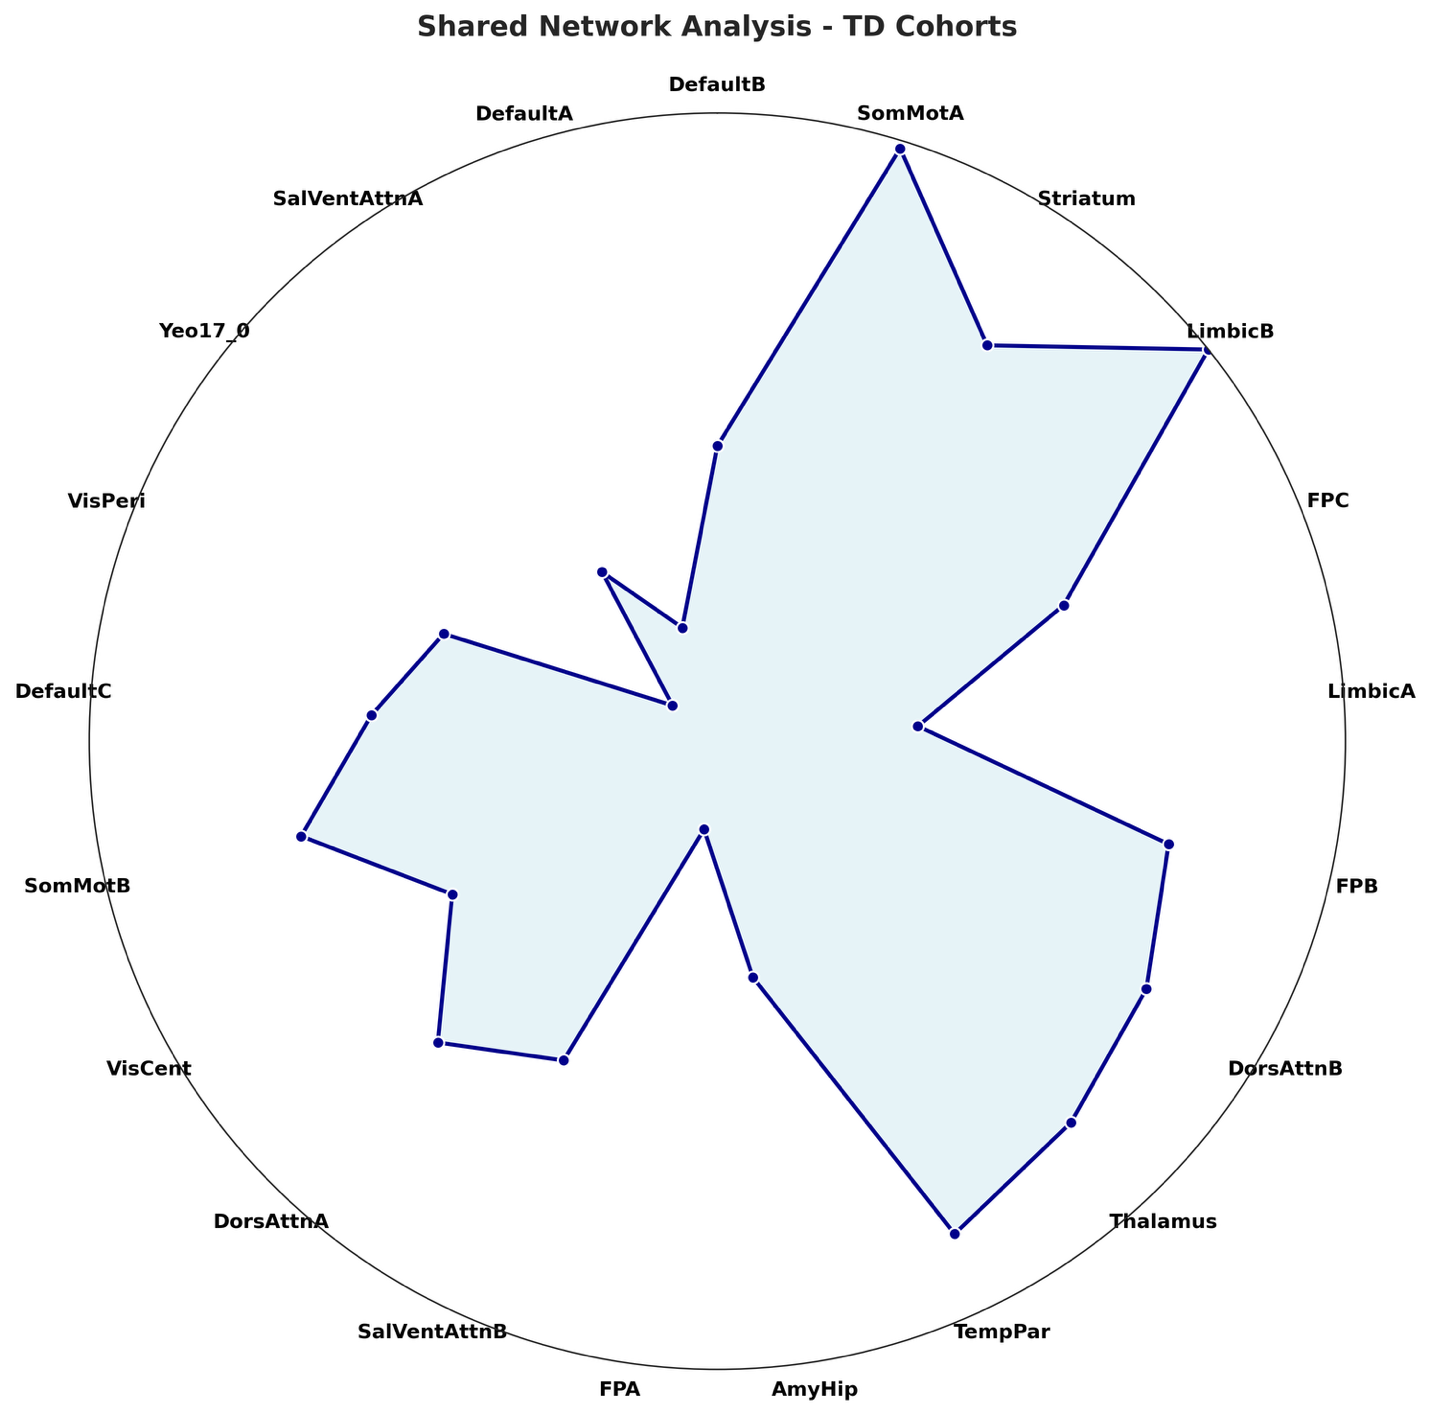 Shared Network Analysis - TD Cohorts
DefaultB
DefaultA
SomMotA
SalVentAttnA
Striatum
Yeo17_0
LimbicB
VisPeri
FPC
DefaultC
LimbicA
SomMotB
FPB
VisCent
DorsAttnB
DorsAttnA
Thalamus
SalVentAttnB
TempPar
FPA
AmyHip